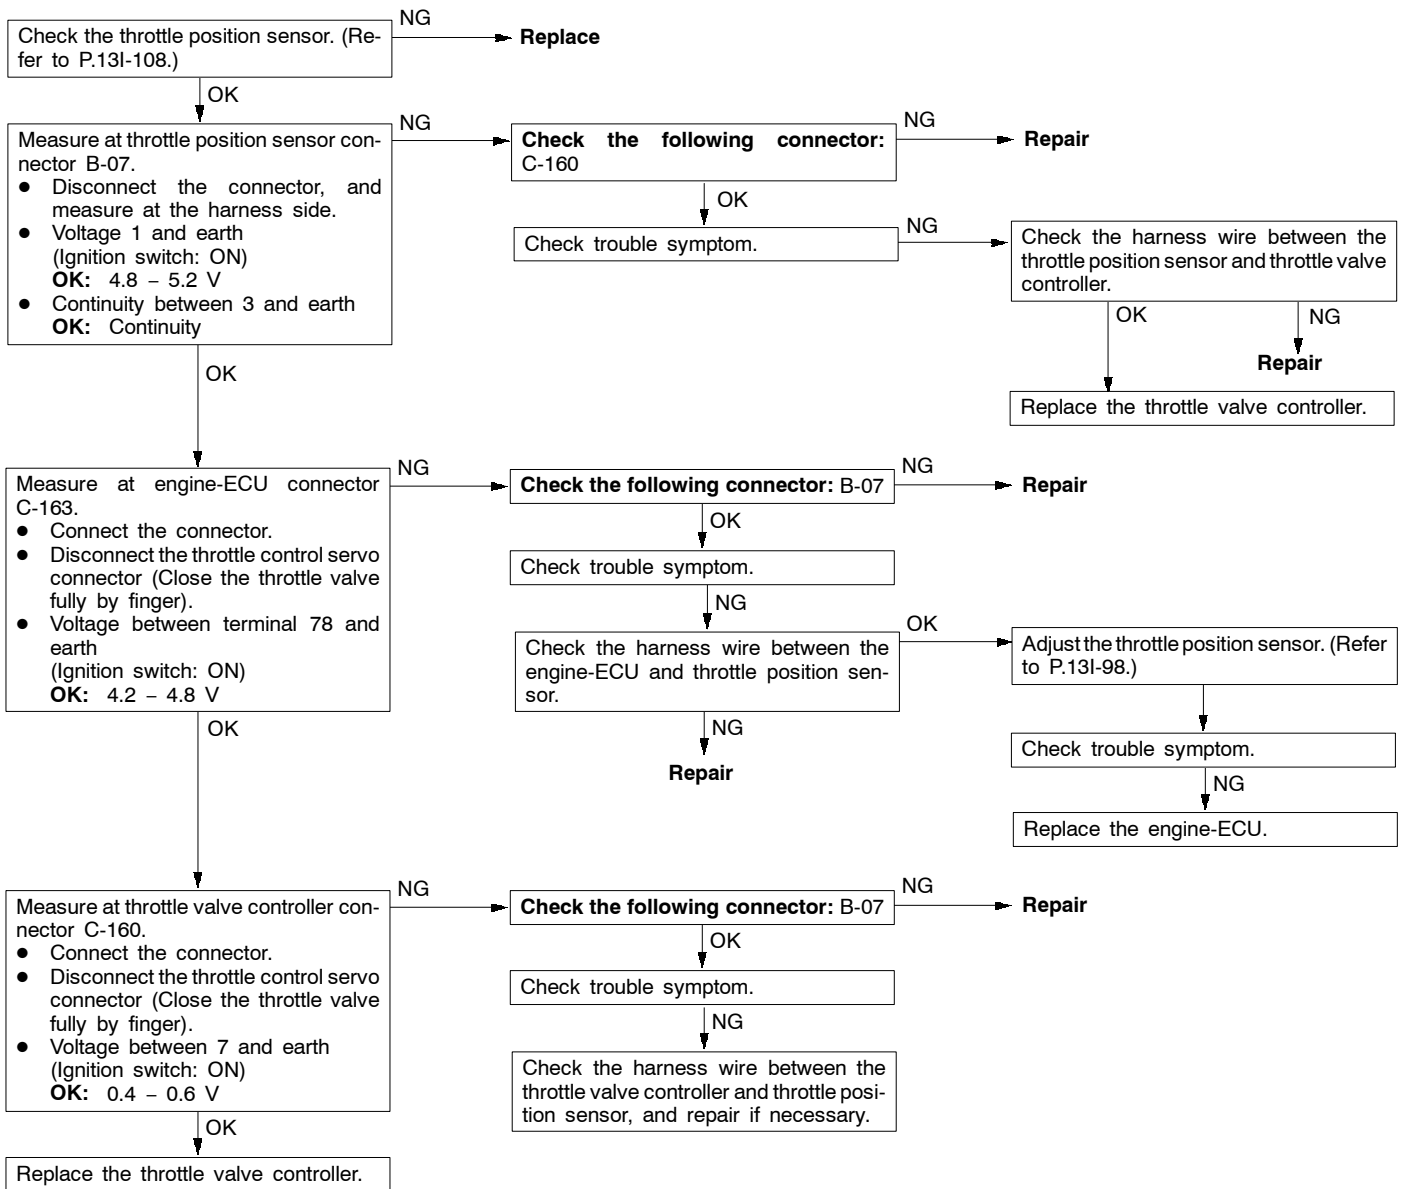 Check the throttle position sensor. (Re-
fer to P.13I-108.)
NG
Replace
OK
Measure at throttle position sensor con-
nector B-07.
● Disconnect the connector, and
measure at the harness side.
● Voltage 1 and earth
(Ignition switch: ON)
OK: 4.8 – 5.2 V
● Continuity between 3 and earth
OK: Continuity
NG
Check the following connector:
C-160
NG
Repair
OK
Check trouble symptom.
NG
Check the harness wire between the
throttle position sensor and throttle valve
controller.
OK
NG
Repair
Replace the throttle valve controller.
OK
Measure at engine-ECU connector
C-163.
● Connect the connector.
● Disconnect the throttle control servo
connector (Close the throttle valve
fully by finger).
● Voltage between terminal 78 and
earth
(Ignition switch: ON)
OK: 4.2 – 4.8 V
NG
Check the following connector: B-07
NG
Repair
OK
Check trouble symptom.
NG
Check the harness wire between the
engine-ECU and throttle position sen-
sor.
OK
Adjust the throttle position sensor. (Refer
to P.13I-98.)
NG
Repair
Check trouble symptom.
NG
Replace the engine-ECU.
OK
Measure at throttle valve controller con-
nector C-160.
● Connect the connector.
● Disconnect the throttle control servo
connector (Close the throttle valve
fully by finger).
● Voltage between 7 and earth
(Ignition switch: ON)
OK: 0.4 – 0.6 V
NG
Check the following connector: B-07
NG
Repair
OK
Check trouble symptom.
NG
Check the harness wire between the
throttle valve controller and throttle posi-
tion sensor, and repair if necessary.
OK
Replace the throttle valve controller.